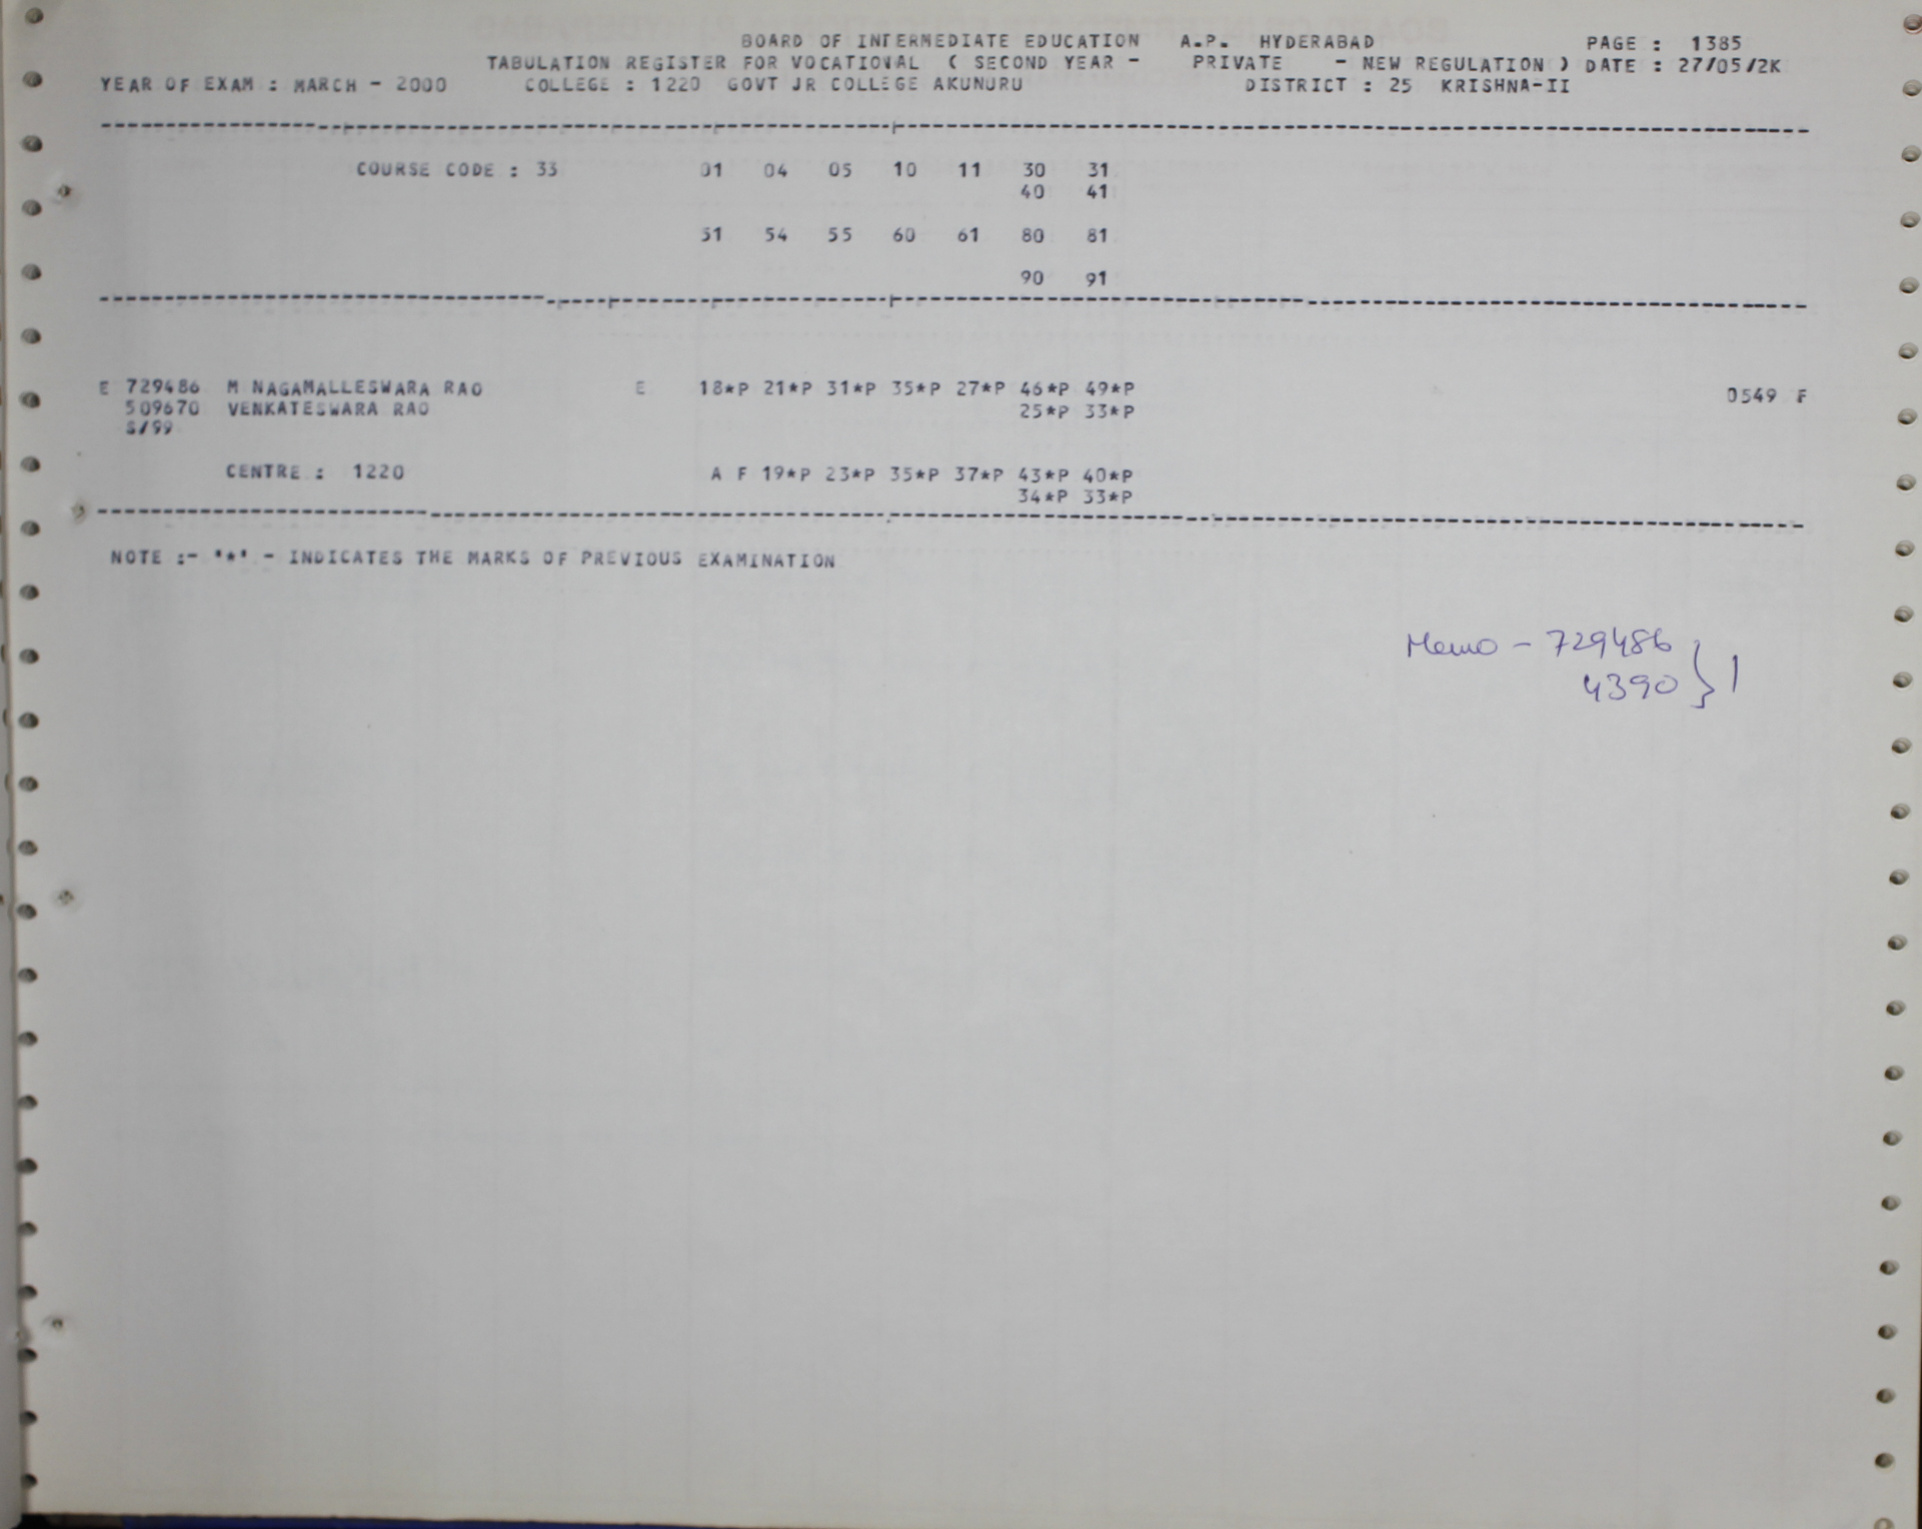 BOARD OF INTERMEDIATE EDUCATION A.P. HYDERABAD PAGE : 1385
TABULATION REGISTER FOR VOCATIONAL ( SECOND YEAR - PRIVATE - NEW REGULATION ) DATE : 27/05/2K
YEAR OF EXAM : MARCH - 2000 COLLEGE : 1220 GOVT JR COLLEGE AKUNURU DISTRICT : 25 KRISHNA-II
COURSE CODE : 33 01 04 05 10 11 30 31
40 41
51 54 55 60 61 80 81
90 91
E 729486 M NAGAMALLESWARA RAO E 18*P 21*P 31*P 35*P 27*P 46*P 49*P 0549 F
509670 VENKATESWARA RAO 25*P 33*P
S/99
CENTRE : 1220 A F 19*P 23*P 35*P 37*P 43*P 40*P
34*P 33*P
NOTE :- '*' - INDICATES THE MARKS OF PREVIOUS EXAMINATION
Memo - 729486
4390 } 1